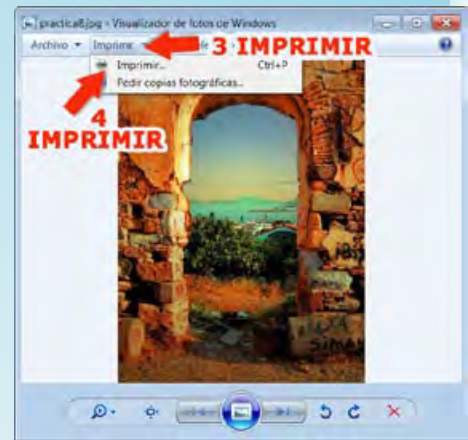 practica8.jpg - Visualizador de fotos de Windows
Archivo Imprimir
3 IMPRIMIR
Imprimir... Ctrl+P
Pedir copias fotográficas...
4
IMPRIMIR